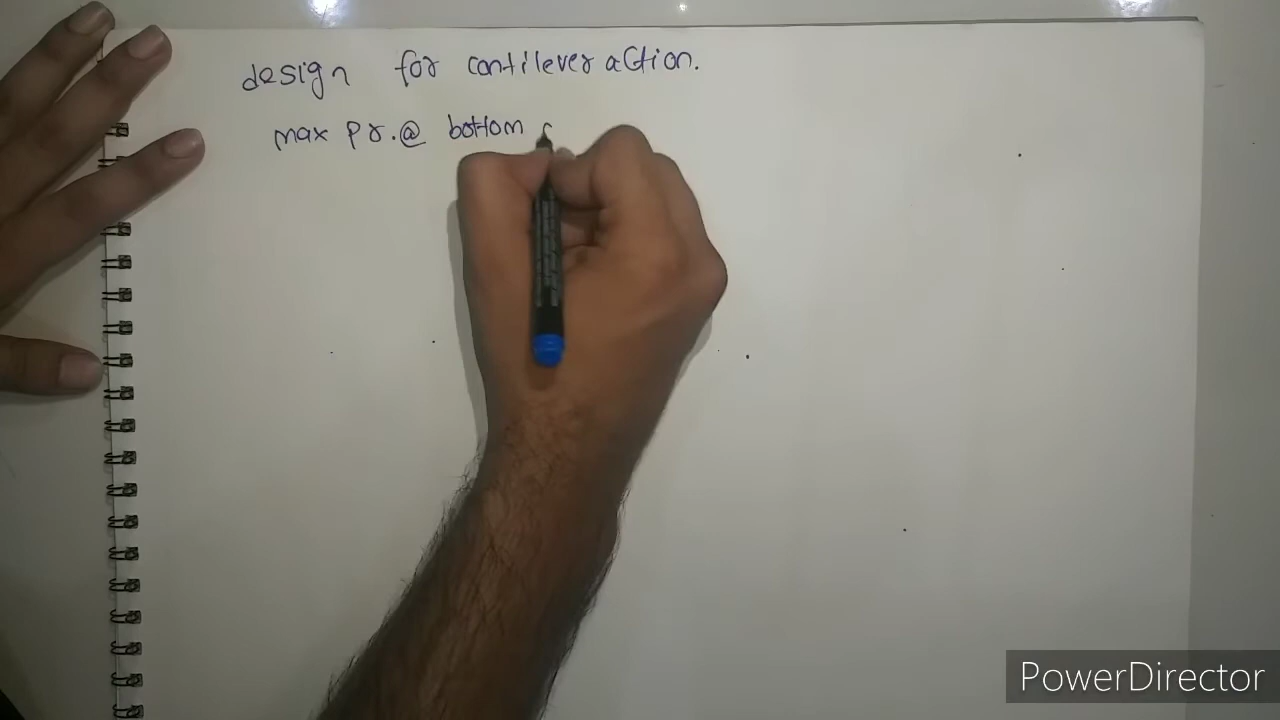 design for cantilever action.
max pr. @ bottom
PowerDirector